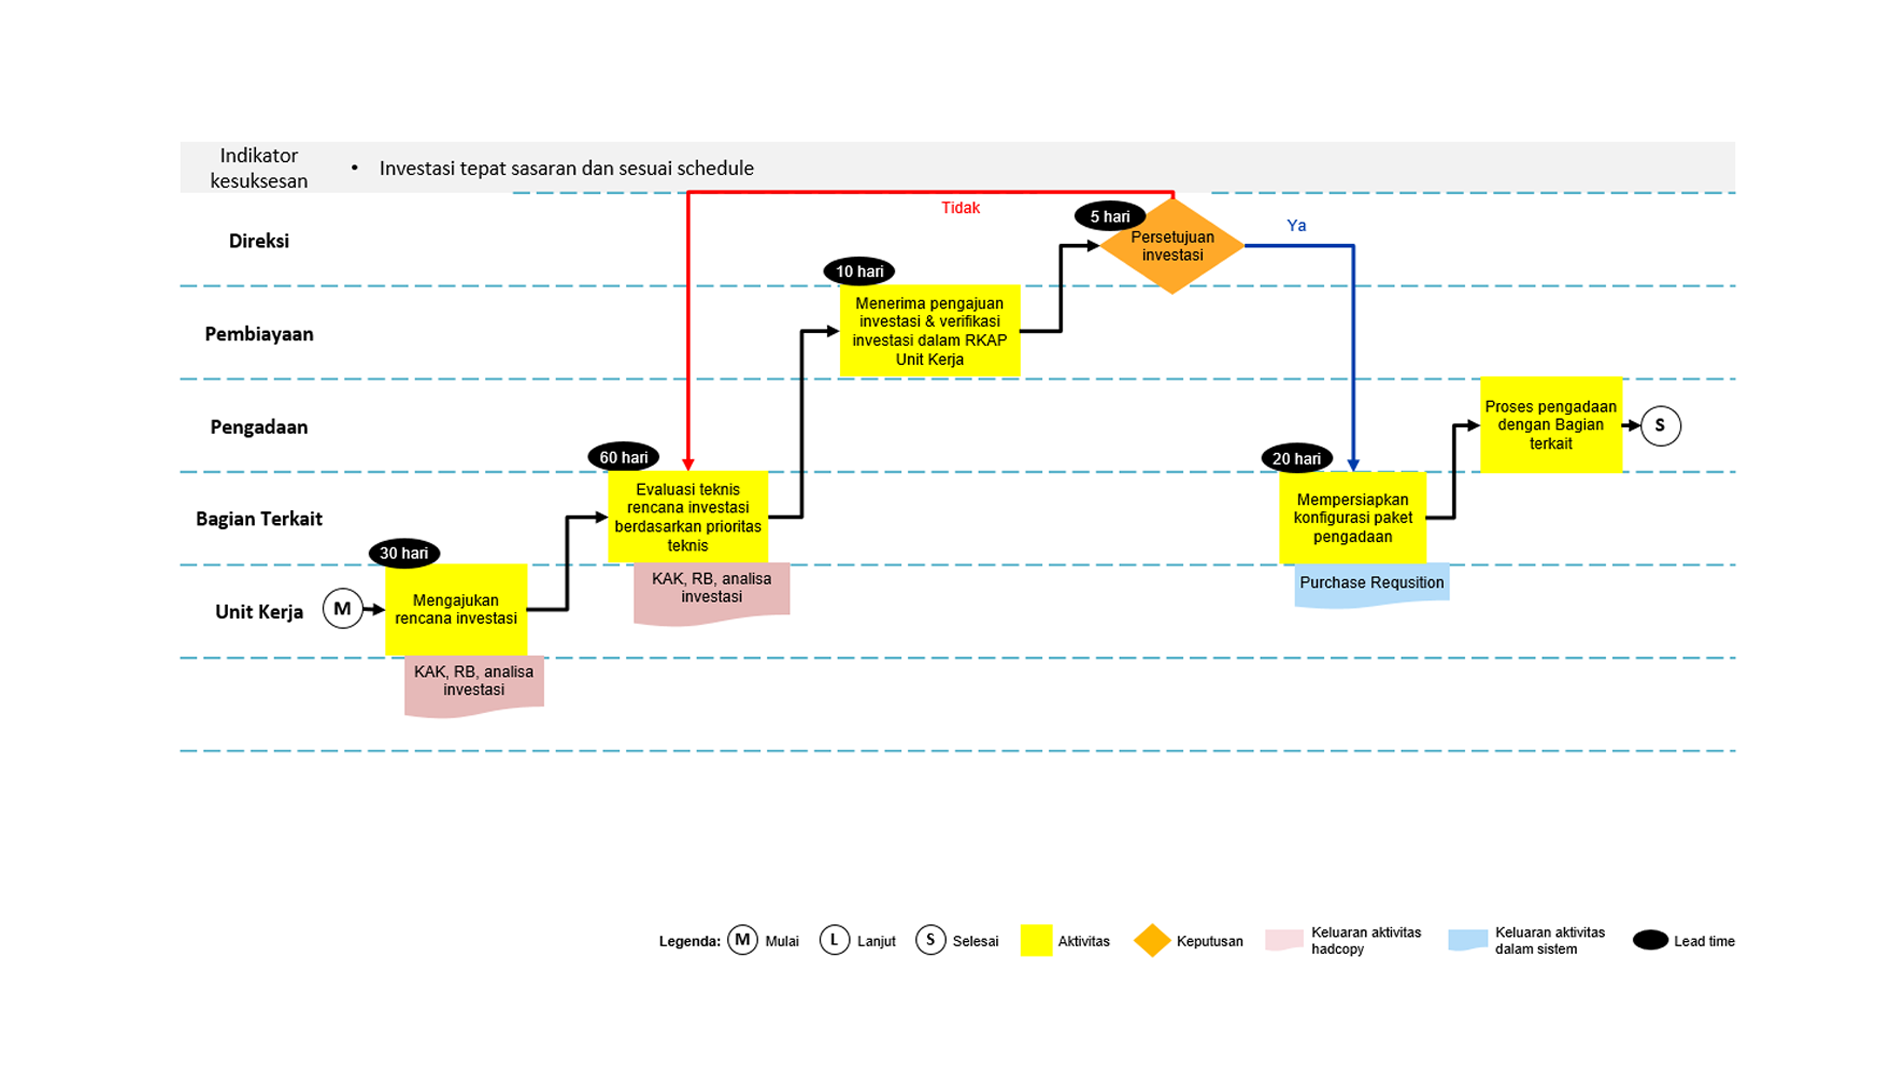 Indikator
kesuksesan
• Investasi tepat sasaran dan sesuai schedule
Tidak
5 hari
Ya
Direksi
Persetujuan
investasi
10 hari
Pembiayaan
Menerima pengajuan
investasi & verifikasi
investasi dalam RKAP
Unit Kerja
Pengadaan
Proses pengadaan
dengan Bagian
terkait
S
60 hari
20 hari
Bagian Terkait
Evaluasi teknis
rencana investasi
berdasarkan prioritas
teknis
Mempersiapkan
konfigurasi paket
pengadaan
30 hari
KAK, RB, analisa
investasi
Purchase Requsition
Unit Kerja
M
Mengajukan
rencana investasi
KAK, RB, analisa
investasi
Legenda:
M
Mulai
L
Lanjut
S
Selesai
Aktivitas
Keputusan
Keluaran aktivitas
hadcopy
Keluaran aktivitas
dalam sistem
Lead time